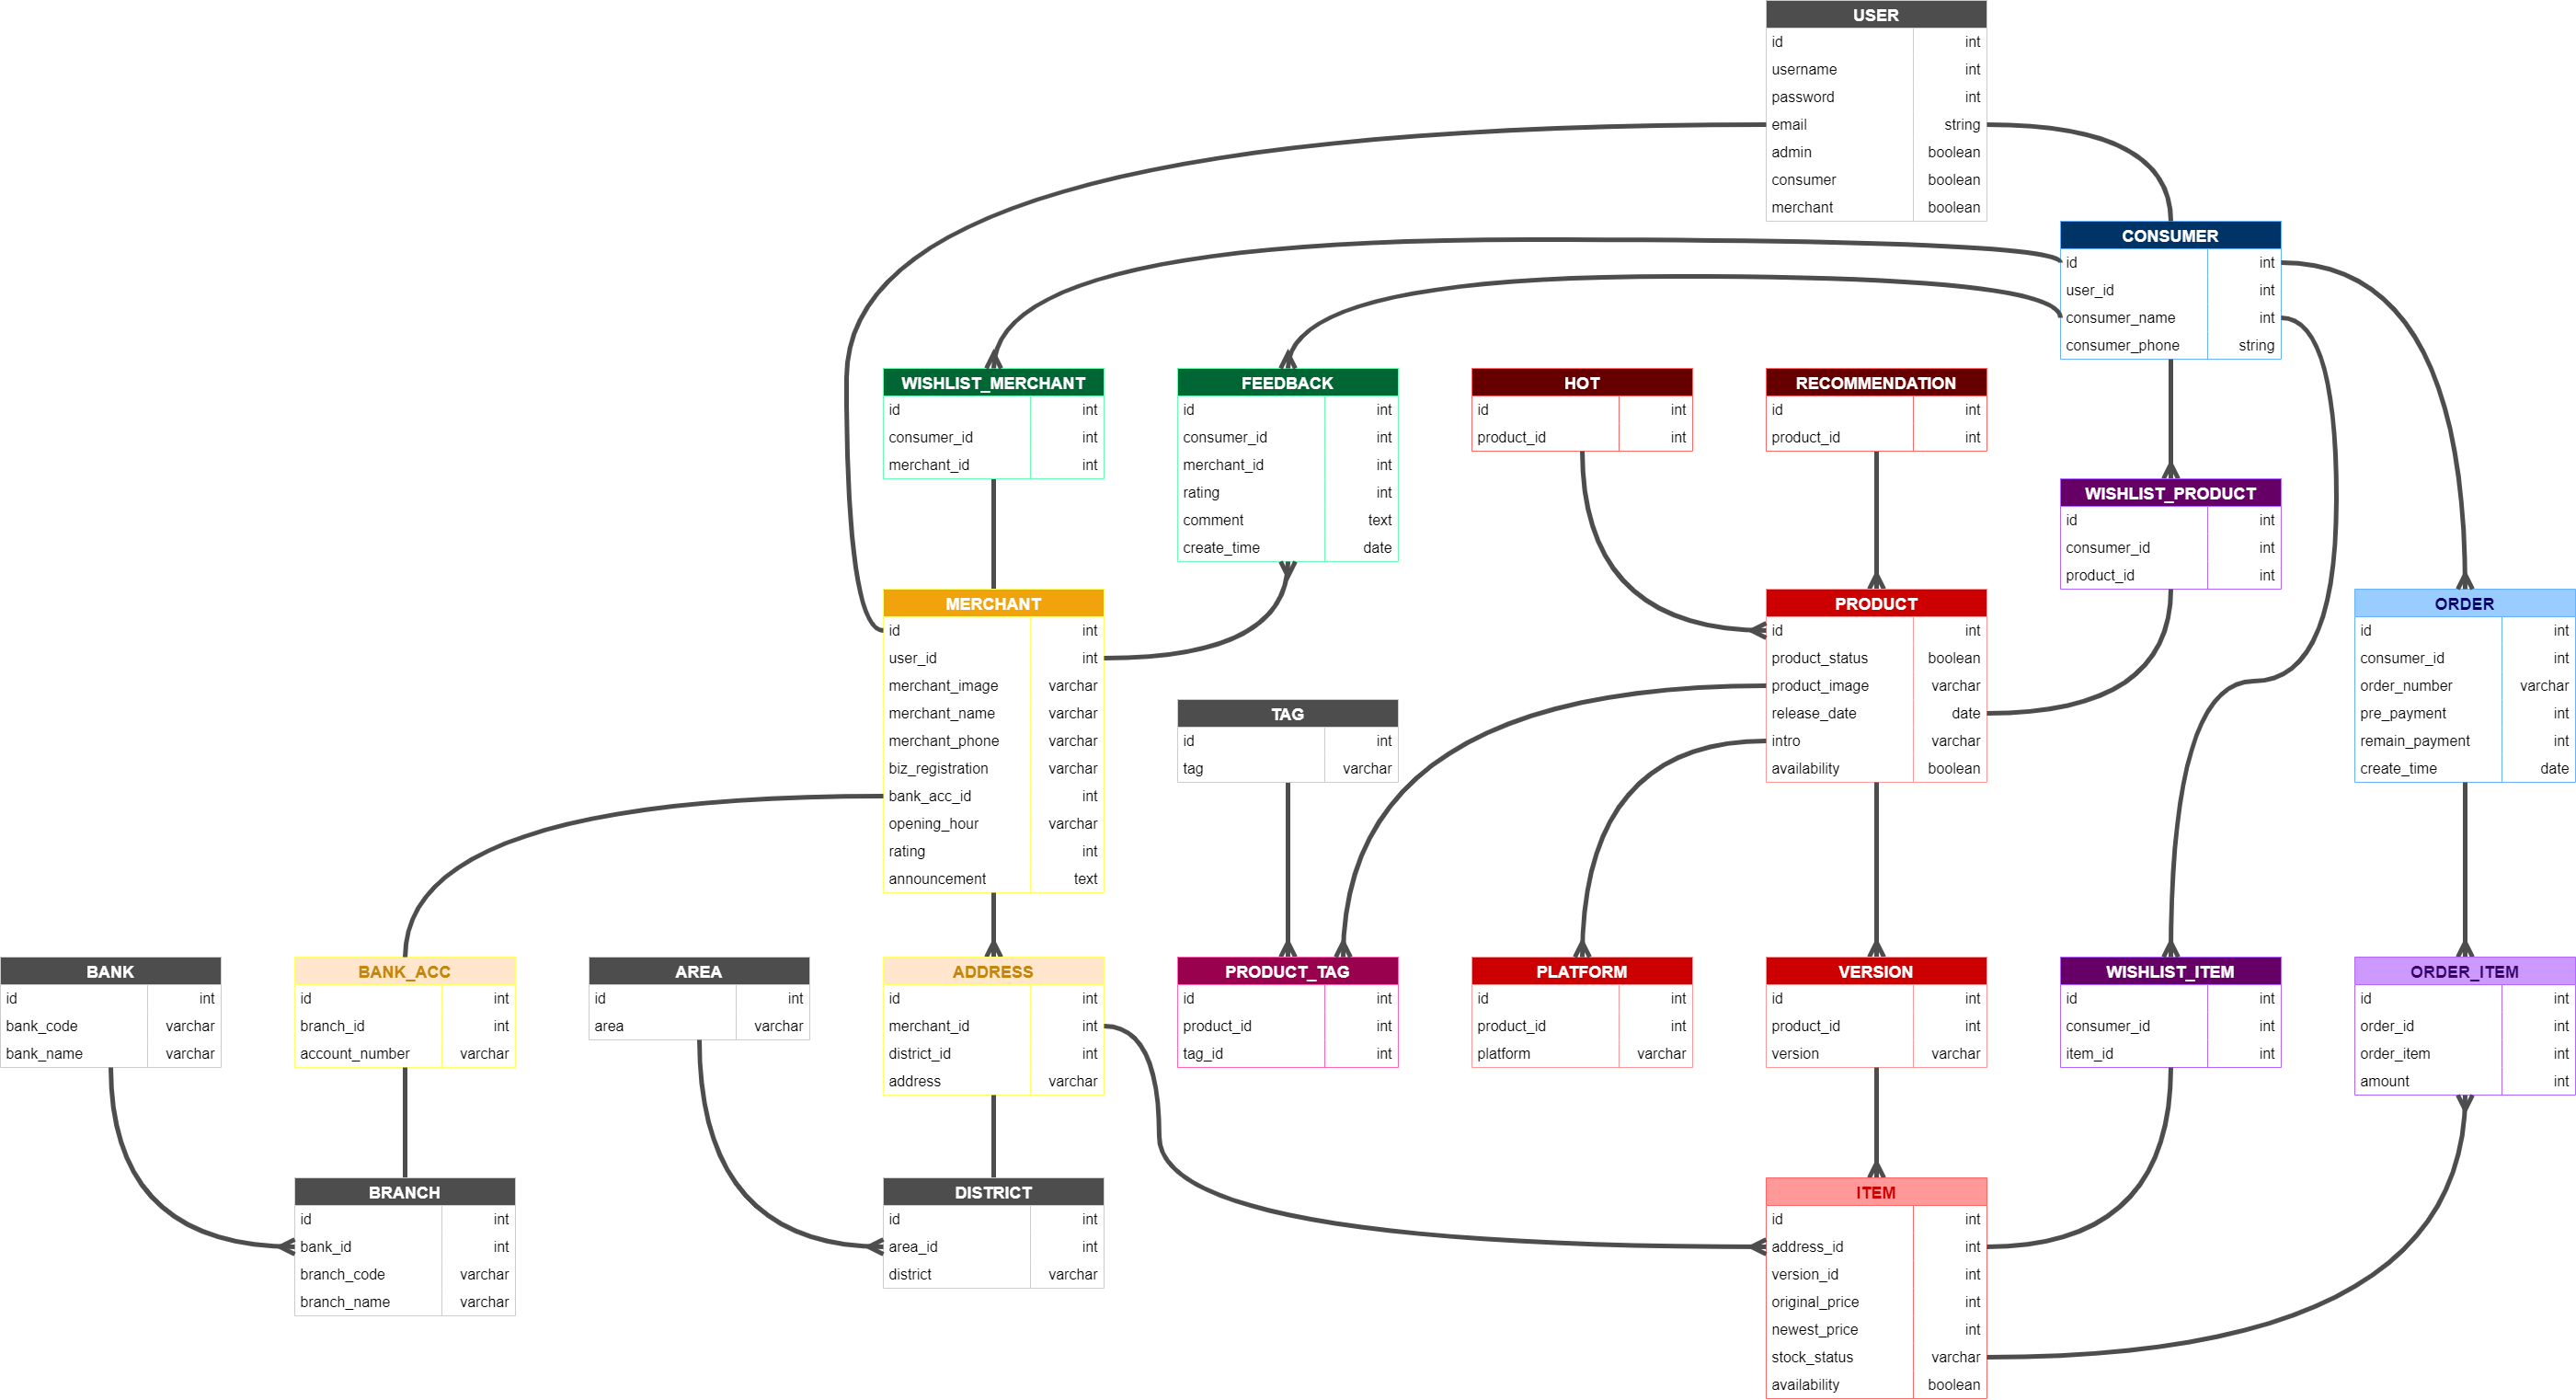 USER
id int
username int
password int
email string
admin boolean
consumer boolean
merchant boolean
CONSUMER
id int
user_id int
consumer_name int
consumer_phone string
WISHLIST_MERCHANT
id int
consumer_id int
merchant_id int
FEEDBACK
id int
consumer_id int
merchant_id int
rating int
comment text
create_time date
HOT
id int
product_id int
RECOMMENDATION
id int
product_id int
WISHLIST_PRODUCT
id int
consumer_id int
product_id int
MERCHANT
id int
user_id int
merchant_image varchar
merchant_name varchar
merchant_phone varchar
biz_registration varchar
bank_acc_id int
opening_hour varchar
rating int
announcement text
TAG
id int
tag varchar
PRODUCT
id int
product_status boolean
product_image varchar
release_date date
intro varchar
availability boolean
ORDER
id int
consumer_id int
order_number varchar
pre_payment int
remain_payment int
create_time date
BANK
id int
bank_code varchar
bank_name varchar
BANK_ACC
id int
branch_id int
account_number varchar
AREA
id int
area varchar
ADDRESS
id int
merchant_id int
district_id int
address varchar
PRODUCT_TAG
id int
product_id int
tag_id int
PLATFORM
id int
product_id int
platform varchar
VERSION
id int
product_id int
version varchar
WISHLIST_ITEM
id int
consumer_id int
item_id int
ORDER_ITEM
id int
order_id int
order_item int
amount int
BRANCH
id int
bank_id int
branch_code varchar
branch_name varchar
DISTRICT
id int
area_id int
district varchar
ITEM
id int
address_id int
version_id int
original_price int
newest_price int
stock_status varchar
availability boolean